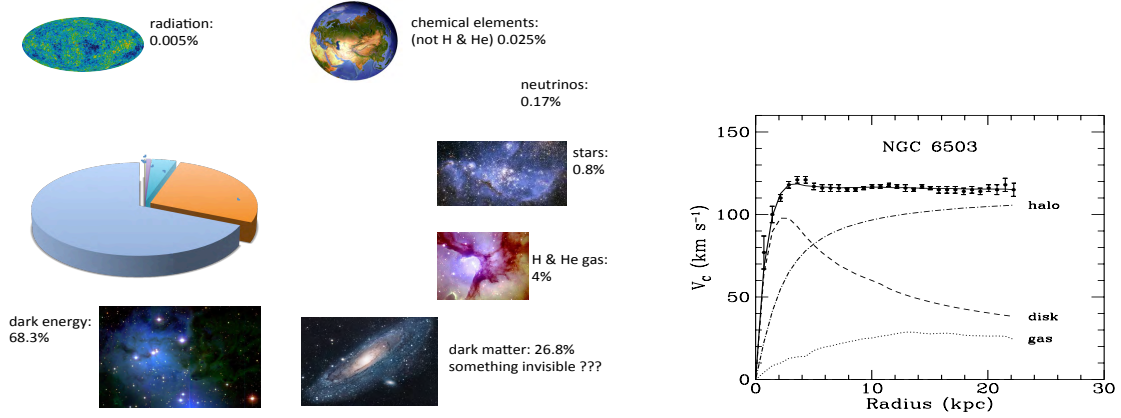 radiation:
0.005%
chemical elements:
(not H & He) 0.025%
neutrinos:
0.17%
stars:
0.8%
H & He gas:
4%
dark energy:
68.3%
dark matter: 26.8%
something invisible ???
NGC 6503
150
100
50
0
V_c (km s⁻¹)
halo
disk
gas
0
10
20
30
Radius (kpc)